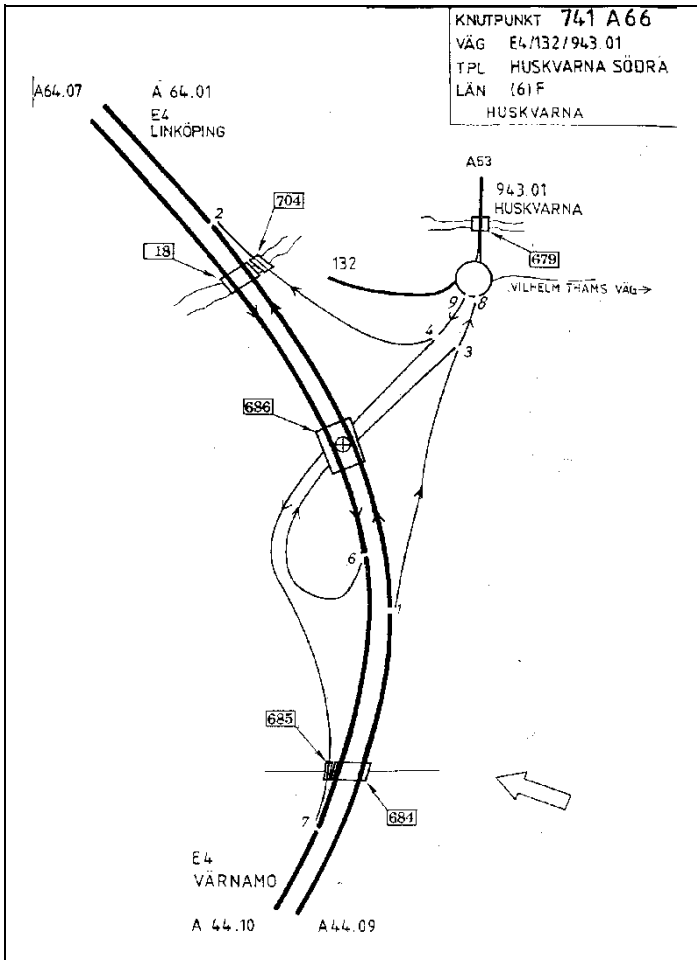 KNUTPUNKT 741 A66
VÄG E4/132/943.01
TPL HUSKVARNA SÖDRA
LÄN (6) F
HUSKVARNA
A64.07
A 64.01
E4
LINKÖPING
A63
943.01
HUSKVARNA
2
704
18
679
132
VILHELM THAMS VÄG→
9
8
4
3
686
6
1
685
684
7
E4
VÄRNAMO
A 44.10
A44.09